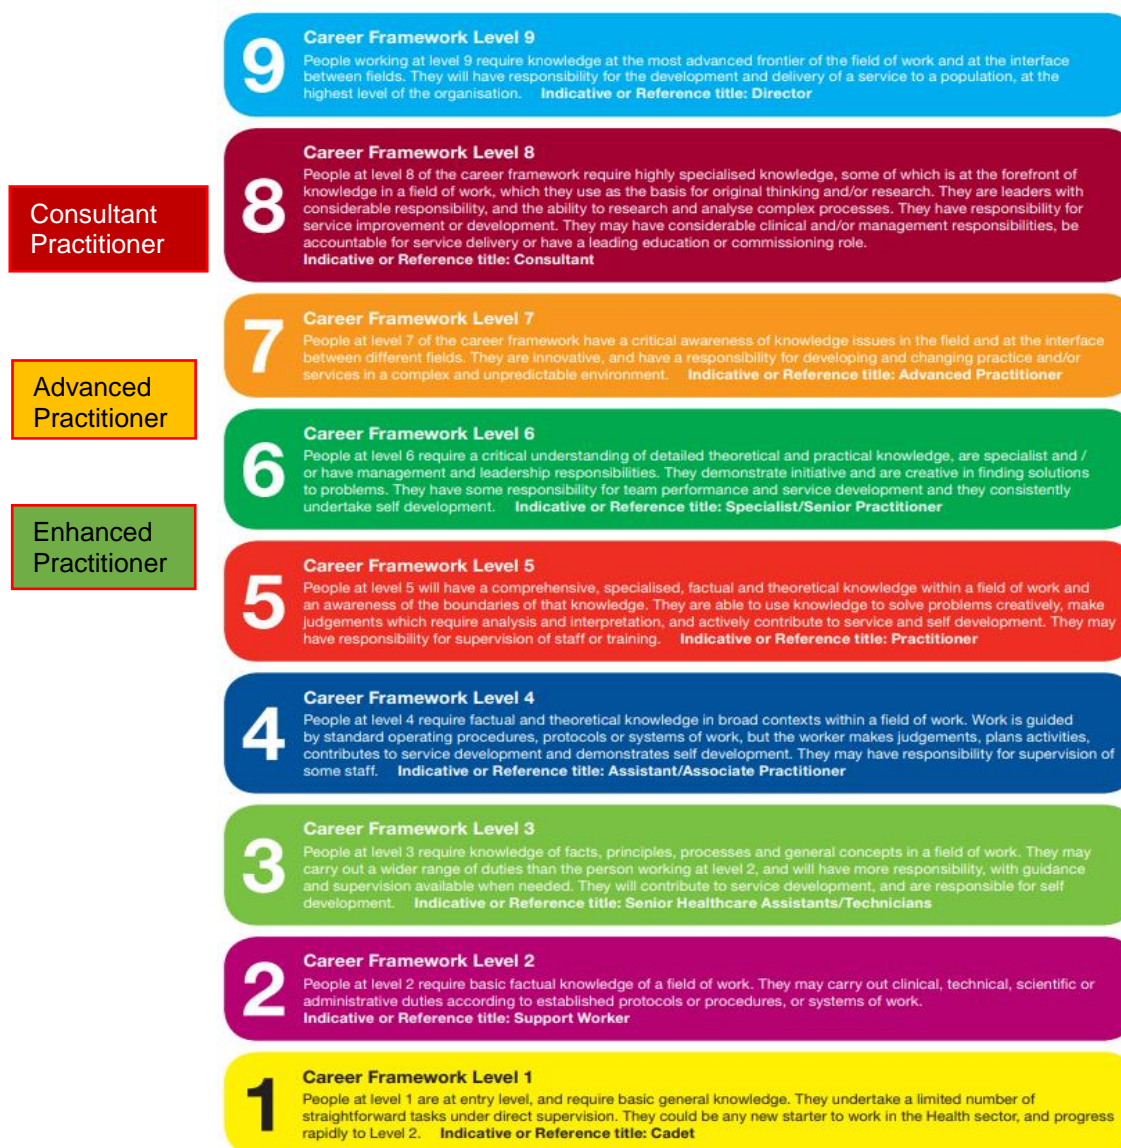 9
Career Framework Level 9
People working at level 9 require knowledge at the most advanced frontier of the field of work and at the interface
between fields. They will have responsibility for the development and delivery of a service to a population, at the
highest level of the organisation. Indicative or Reference title: Director
Consultant
Practitioner
8
Career Framework Level 8
People at level 8 of the career framework require highly specialised knowledge, some of which is at the forefront of
knowledge in a field of work, which they use as the basis for original thinking and/or research. They are leaders with
considerable responsibility, and the ability to research and analyse complex processes. They have responsibility for
service improvement or development. They may have considerable clinical and/or management responsibilities, be
accountable for service delivery or have a leading education or commissioning role.
Indicative or Reference title: Consultant
7
Career Framework Level 7
People at level 7 of the career framework have a critical awareness of knowledge issues in the field and at the interface
between different fields. They are innovative, and have a responsibility for developing and changing practice and/or
services in a complex and unpredictable environment. Indicative or Reference title: Advanced Practitioner
Advanced
Practitioner
6
Career Framework Level 6
People at level 6 require a critical understanding of detailed theoretical and practical knowledge, are specialist and /
or have management and leadership responsibilities. They demonstrate initiative and are creative in finding solutions
to problems. They have some responsibility for team performance and service development and they consistently
undertake self development. Indicative or Reference title: Specialist/Senior Practitioner
Enhanced
Practitioner
5
Career Framework Level 5
People at level 5 will have a comprehensive, specialised, factual and theoretical knowledge within a field of work and
an awareness of the boundaries of that knowledge. They are able to use knowledge to solve problems creatively, make
judgements which require analysis and interpretation, and actively contribute to service and self development. They may
have responsibility for supervision of staff or training. Indicative or Reference title: Practitioner
4
Career Framework Level 4
People at level 4 require factual and theoretical knowledge in broad contexts within a field of work. Work is guided
by standard operating procedures, protocols or systems of work, but the worker makes judgements, plans activities,
contributes to service development and demonstrates self development. They may have responsibility for supervision of
some staff. Indicative or Reference title: Assistant/Associate Practitioner
3
Career Framework Level 3
People at level 3 require knowledge of facts, principles, processes and general concepts in a field of work. They may
carry out a wider range of duties than the person working at level 2, and will have more responsibility, with guidance
and supervision available when needed. They will contribute to service development, and are responsible for self
development. Indicative or Reference title: Senior Healthcare Assistants/Technicians
2
Career Framework Level 2
People at level 2 require basic factual knowledge of a field of work. They may carry out clinical, technical, scientific or
administrative duties according to established protocols or procedures, or systems of work.
Indicative or Reference title: Support Worker
1
Career Framework Level 1
People at level 1 are at entry level, and require basic general knowledge. They undertake a limited number of
straightforward tasks under direct supervision. They could be any new starter to work in the Health sector, and progress
rapidly to Level 2. Indicative or Reference title: Cadet